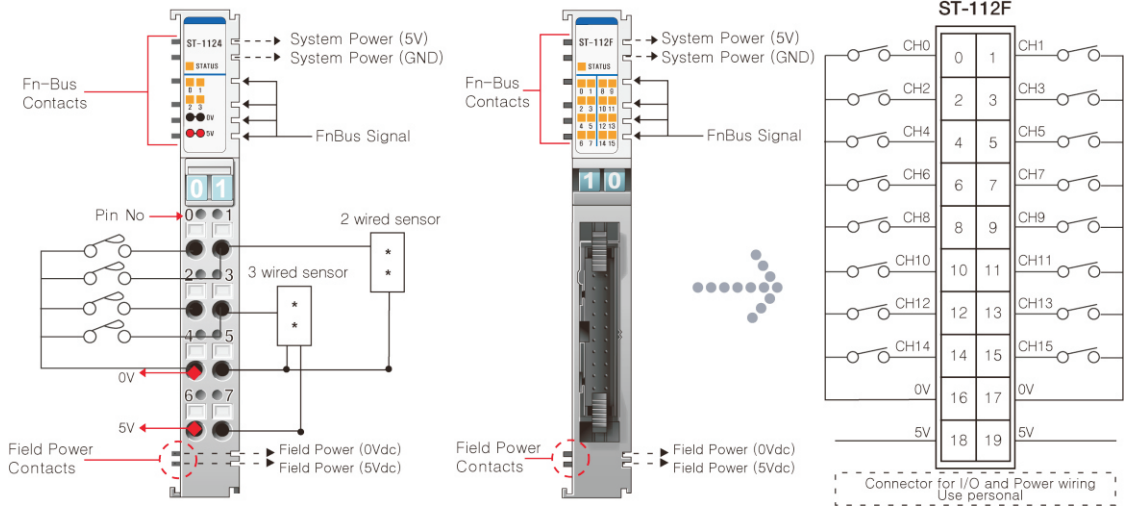 ST-1124
STATUS
0 1
2 3
0V
5V
System Power (5V)
System Power (GND)
Fn-Bus
Contacts
FnBus Signal
0 1
Pin No
0 1
2 wired sensor
*
*
2 3
3 wired sensor
*
*
4 5
0V
6 7
5V
Field Power
Contacts
Field Power (0Vdc)
Field Power (5Vdc)
ST-112F
STATUS
0 1 8 9
2 3 10 11
4 5 12 13
6 7 14 15
System Power (5V)
System Power (GND)
Fn-Bus
Contacts
FnBus Signal
1 0
Field Power
Contacts
Field Power (0Vdc)
Field Power (5Vdc)
ST-112F
CH0 0 1 CH1
CH2 2 3 CH3
CH4 4 5 CH5
CH6 6 7 CH7
CH8 8 9 CH9
CH10 10 11 CH11
CH12 12 13 CH13
CH14 14 15 CH15
0V 16 17 0V
5V 18 19 5V
Connector for I/O and Power wiring
Use personal